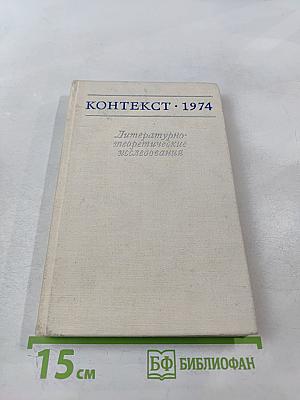 КОНТЕКСТ · 1974
Литературно-
теоретические
исследования
15 см
БФ БИБЛИОФАН